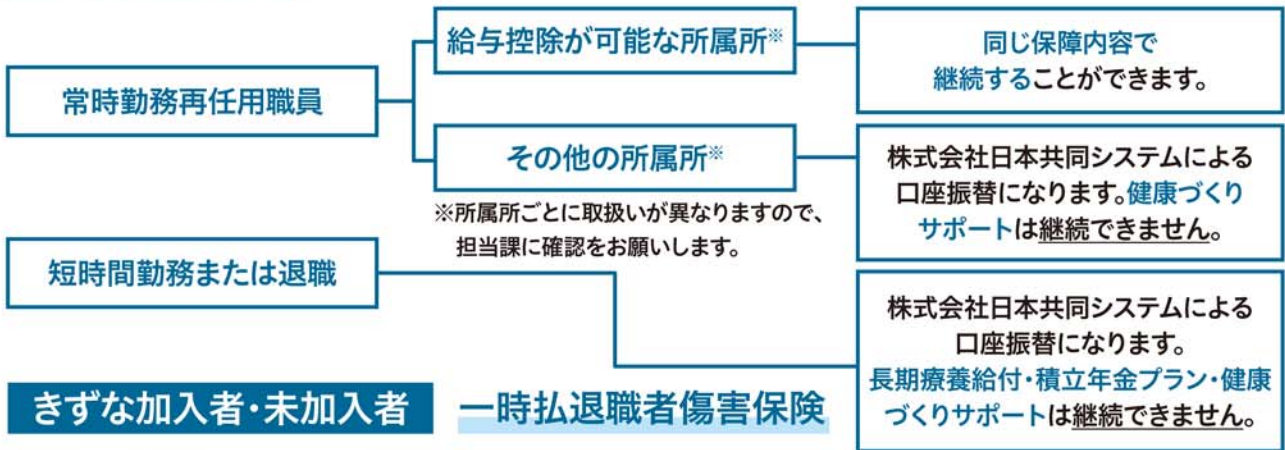 常時勤務再任用職員
給与控除が可能な所属所※
同じ保障内容で
継続することができます。
その他の所属所※
株式会社日本共同システムによる
口座振替になります。健康づくり
サポートは継続できません。
※所属所ごとに取扱いが異なりますので、
担当課に確認をお願いします。
短時間勤務または退職
株式会社日本共同システムによる
口座振替になります。
長期療養給付・積立年金プラン・健康
づくりサポートは継続できません。
きずな加入者・未加入者
一時払退職者傷害保険